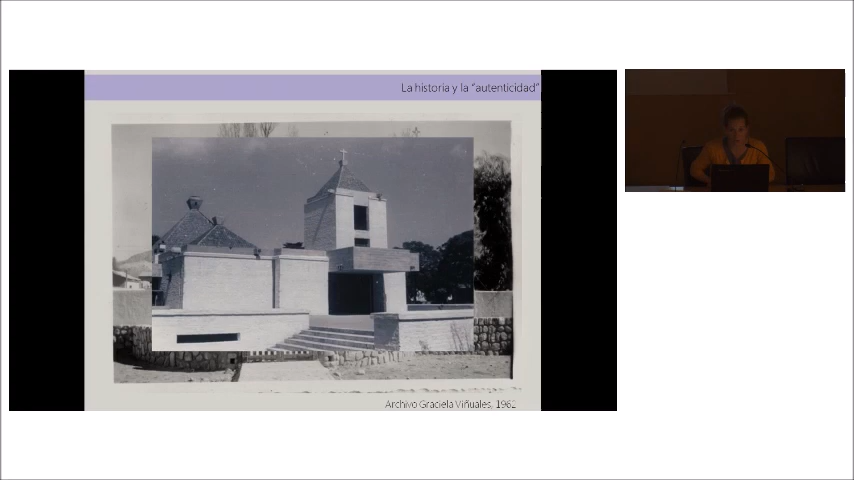 La historia y la "autenticidad"
Archivo Graciela Viñuales, 1962